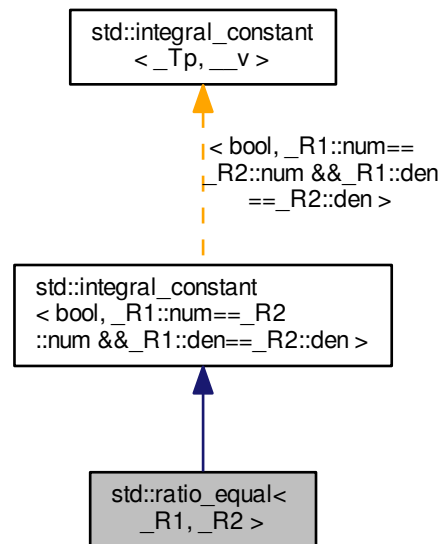 std::integral_constant
< _Tp, __v >
< bool, _R1::num==
_R2::num &&_R1::den
==_R2::den >
std::integral_constant
< bool, _R1::num==_R2
::num &&_R1::den==_R2::den >
std::ratio_equal<
_R1, _R2 >